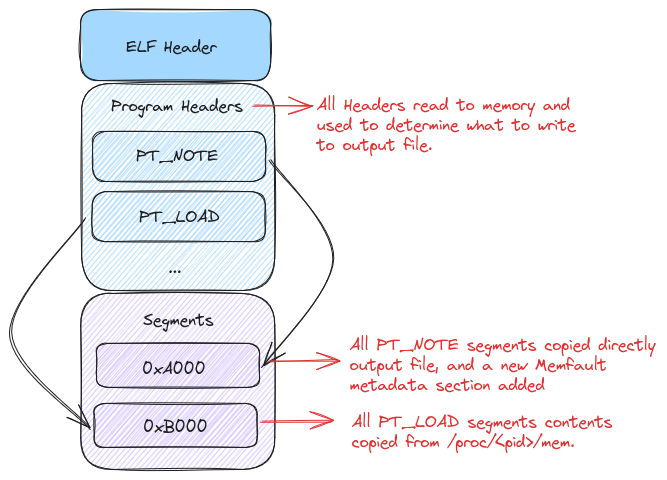 ELF Header
Program Headers
All Headers read to memory and
used to determine what to write
to output file.
PT_NOTE
PT_LOAD
...
Segments
0xA000
All PT_NOTE segments copied directly
output file, and a new Memfault
metadata section added
0xB000
All PT_LOAD segments contents
copied from /proc/<pid>/mem.